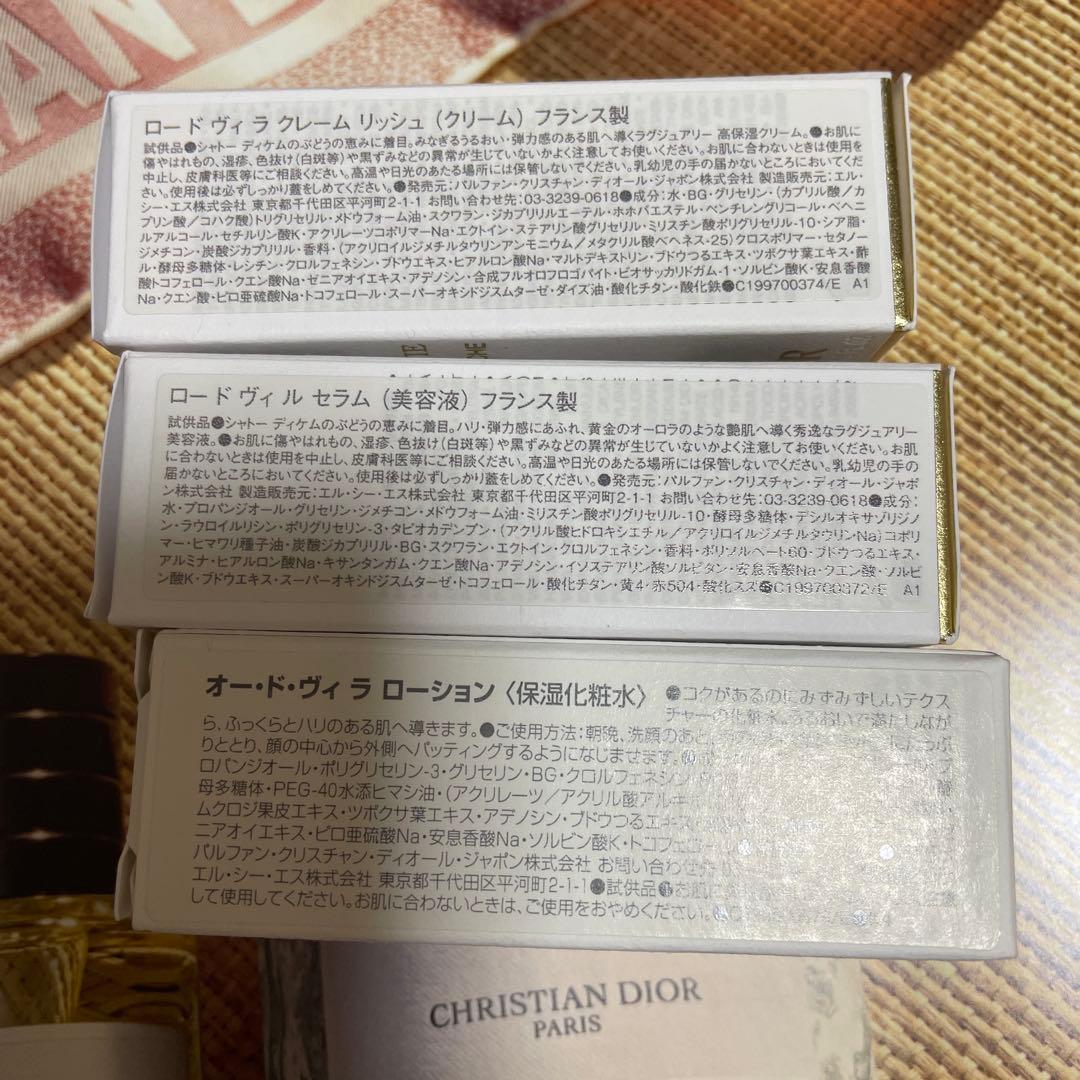 ロード ヴィ ラ クレーム リッシュ (クリーム) フランス製
試供品●シャトー ディケムのぶどうの恵みに着目。みなぎるうるおい・弾力感のある肌へ導くラグジュアリー 高保湿クリーム。●お肌に
傷やはれもの、湿疹、色抜け(白斑等)や黒ずみなどの異常が生じていないかよく注意してお使いください。お肌に合わないときは使用を
中止し、皮膚科医等にご相談ください。高温や日光のあたる場所には保管しないでください。乳幼児の手の届かないところにおいてくださ
い。使用後は必ずしっかり蓋をしめてください。●発売元:パルファン・クリスチャン・ディオール・ジャポン株式会社 製造販売元:エル・
シー・エス株式会社 東京都千代田区平河町2-1-1 お問い合わせ先:03-3239-0618●成分:水・BG・グリセリン・(カプリル酸/カ
プリン酸/コハク酸)トリグリセリル・メドウフォーム油・スクワラン・ジカプリリルエーテル・ホホバエステル・ペンチレングリコール・ベヘニ
ルアルコール・セチルリン酸K・アクリレーツコポリマーNa・エクトイン・ステアリン酸グリセリル・ミリスチン酸ポリグリセリル-10・シア脂・
ジメチコン・炭酸ジカプリリル・香料・(アクリロイルジメチルタウリンアンモニウム/メタクリル酸ベヘネス-25)クロスポリマー・セタノー
ル・酵母多糖体・レシチン・クロルフェネシン・ブドウエキス・ヒアルロン酸Na・マルトデキストリン・ブドウつるエキス・ツボクサ葉エキス・酢
酸トコフェロール・クエン酸Na・ゼニアオイエキス・アデノシン・合成フルオロフロゴパイト・ビオサッカリドガム-1・ソルビン酸K・安息香酸
Na・クエン酸・ピロ亜硫酸Na・トコフェロール・スーパーオキシドジスムターゼ・ダイズ油・酸化チタン・酸化鉄●C199700374/E A1
ロード ヴィ ル セラム (美容液) フランス製
試供品●シャトー ディケムのぶどうの恵みに着目。ハリ・弾力感にあふれ、黄金のオーロラのような艶肌へ導く秀逸なラグジュアリー
美容液。●お肌に傷やはれもの、湿疹、色抜け(白斑等)や黒ずみなどの異常が生じていないかよく注意してお使いください。お肌
に合わないときは使用を中止し、皮膚科医等にご相談ください。高温や日光のあたる場所には保管しないでください。乳幼児の手の
届かないところにおいてください。使用後は必ずしっかり蓋をしめてください。●発売元:パルファン・クリスチャン・ディオール・ジャポ
ン株式会社 製造販売元:エル・シー・エス株式会社 東京都千代田区平河町2-1-1 お問い合わせ先:03-3239-0618●成分:
水・プロパンジオール・グリセリン・ジメチコン・メドウフォーム油・ミリスチン酸ポリグリセリル-10・酵母多糖体・デシルオキサゾリジノ
ン・ラウロイルリシン・ポリグリセリン-3・タピオカデンプン・(アクリル酸ヒドロキシエチル/アクリロイルジメチルタウリンNa)コポリ
マー・ヒマワリ種子油・炭酸ジカプリリル・BG・スクワラン・エクトイン・クロルフェネシン・香料・ポリソルベート60・ブドウつるエキス・
アルミナ・ヒアルロン酸Na・キサンタンガム・クエン酸Na・アデノシン・イソステアリン酸ソルビタン・安息香酸Na・クエン酸・ソルビ
ン酸K・ブドウエキス・スーパーオキシドジスムターゼ・トコフェロール・酸化チタン・黄4・赤504・酸化スズ●C199700372/E A1
オー・ド・ヴィ ラ ローション〈保湿化粧水〉 ●コクがあるのにみずみずしいテクス
チャーの化粧水。うるおいで満たしなが
ら、ふっくらとハリのある肌へ導きます。●ご使用方法:朝晩、洗顔のあと
りととり、顔の中心から外側へパッティングするようになじませます。
ロパンジオール・ポリグリセリン-3・グリセリン・BG・クロルフェネシン
母多糖体・PEG-40水添ヒマシ油・(アクリレーツ/アクリル酸アルキ
ムクロジ果皮エキス・ツボクサ葉エキス・アデノシン・ブドウつるエキス
ニアオイエキス・ピロ亜硫酸Na・安息香酸Na・ソルビン酸K・トコフェロー
パルファン・クリスチャン・ディオール・ジャポン株式会社 お問い合わせ
エル・シー・エス株式会社 東京都千代田区平河町2-1-1●試供品●お肌に
して使用してください。お肌に合わないときは、ご使用をおやめください。
CHRISTIAN DIOR
PARIS